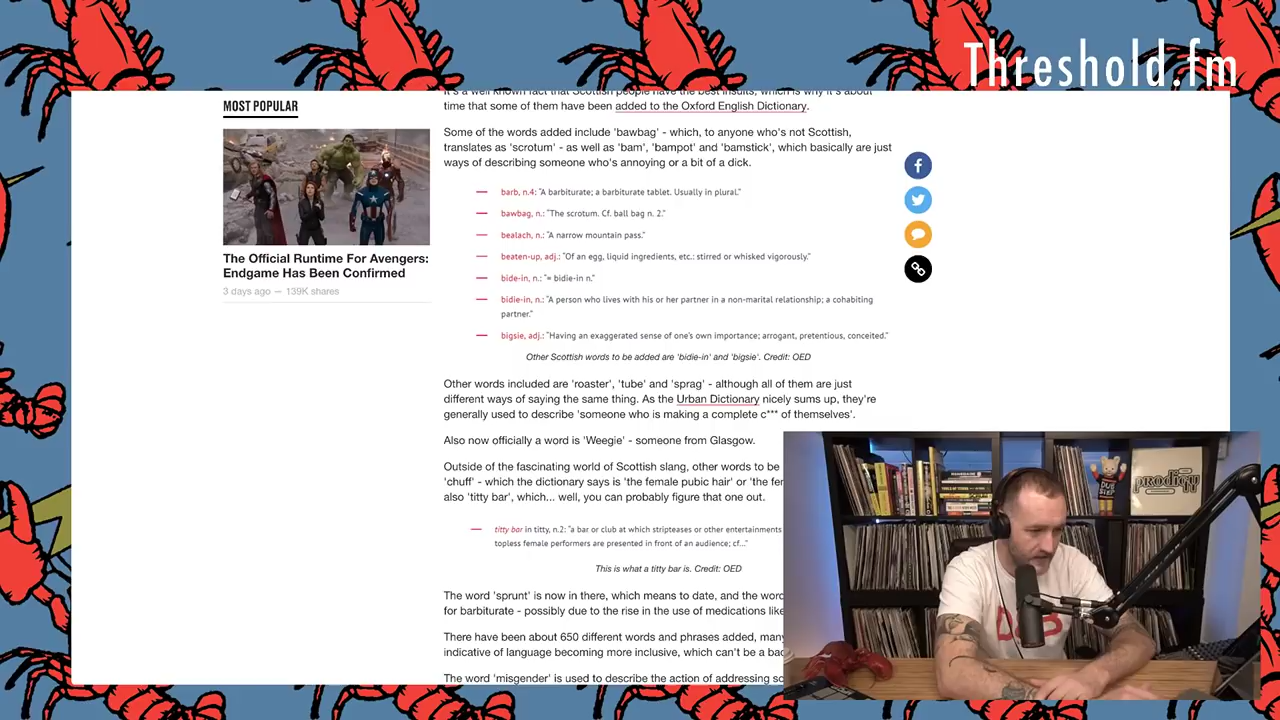 Threshold.fm
MOST POPULAR
The Official Runtime For Avengers:
Endgame Has Been Confirmed
3 days ago — 139K shares
It's a well known fact that Scottish people have the best insults, which is why it's about
time that some of them have been added to the Oxford English Dictionary.
Some of the words added include 'bawbag' - which, to anyone who's not Scottish,
translates as 'scrotum' - as well as 'bam', 'bampot' and 'bamstick', which basically are just
ways of describing someone who's annoying or a bit of a dick.
— barb, n.4: “A barbiturate; a barbiturate tablet. Usually in plural.”
— bawbag, n.: “The scrotum. Cf. ball bag n. 2.”
— bealach, n.: “A narrow mountain pass.”
— beaten-up, adj.: “Of an egg, liquid ingredients, etc.: stirred or whisked vigorously.”
— bide-in, n.: “= bidie-in n.”
— bidie-in, n.: “A person who lives with his or her partner in a non-marital relationship; a cohabiting
partner.”
— bigsie, adj.: “Having an exaggerated sense of one's own importance; arrogant, pretentious, conceited.”
Other Scottish words to be added are 'bidie-in' and 'bigsie'. Credit: OED
Other words included are 'roaster', 'tube' and 'sprag' - although all of them are just
different ways of saying the same thing. As the Urban Dictionary nicely sums up, they're
generally used to describe 'someone who is making a complete c*** of themselves'.
Also now officially a word is 'Weegie' - someone from Glasgow.
Outside of the fascinating world of Scottish slang, other words to be
'chuff' - which the dictionary says is 'the female pubic hair' or 'the
also 'titty bar', which... well, you can probably figure that one out.
— titty bar in titty, n.2: “a bar or club at which stripteases or other entertainments
topless female performers are presented in front of an audience; cf...”
This is what a titty bar is. Credit: OED
The word 'sprunt' is now in there, which means to date, and the word
for barbiturate - possibly due to the rise in the use of medications like
There have been about 650 different words and phrases added, many
indicative of language becoming more inclusive, which can't be a
The word 'misgender' is used to describe the action of addressing
prodigy